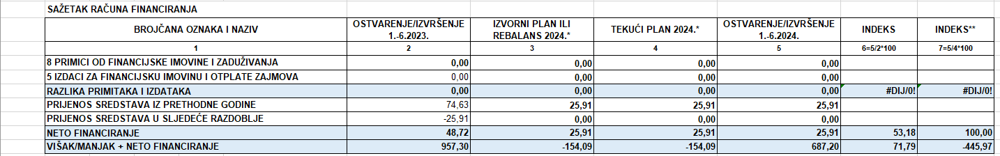 SAŽETAK RAČUNA FINANCIRANJA
BROJČANA OZNAKA I NAZIV OSTVARENJE/IZVRŠENJE 1.-6.2023. IZVORNI PLAN ILI REBALANS 2024.* TEKUĆI PLAN 2024.* OSTVARENJE/IZVRŠENJE 1.-6.2024. INDEKS INDEKS**
1 2 3 4 5 6=5/2*100 7=5/4*100
8 PRIMICI OD FINANCIJSKE IMOVINE I ZADUŽIVANJA 0,00 0,00 0,00 0,00
5 IZDACI ZA FINANCIJSKU IMOVINU I OTPLATE ZAJMOVA 0,00 0,00 0,00 0,00
RAZLIKA PRIMITAKA I IZDATAKA 0,00 0,00 0,00 0,00 #DIJ/0! #DIJ/0!
PRIJENOS SREDSTAVA IZ PRETHODNE GODINE 74,63 25,91 25,91 25,91
PRIJENOS SREDSTAVA U SLJEDEĆE RAZDOBLJE -25,91 0,00 0,00 0,00
NETO FINANCIRANJE 48,72 25,91 25,91 25,91 53,18 100,00
VIŠAK/MANJAK + NETO FINANCIRANJE 957,30 -154,09 -154,09 687,20 71,79 -445,97